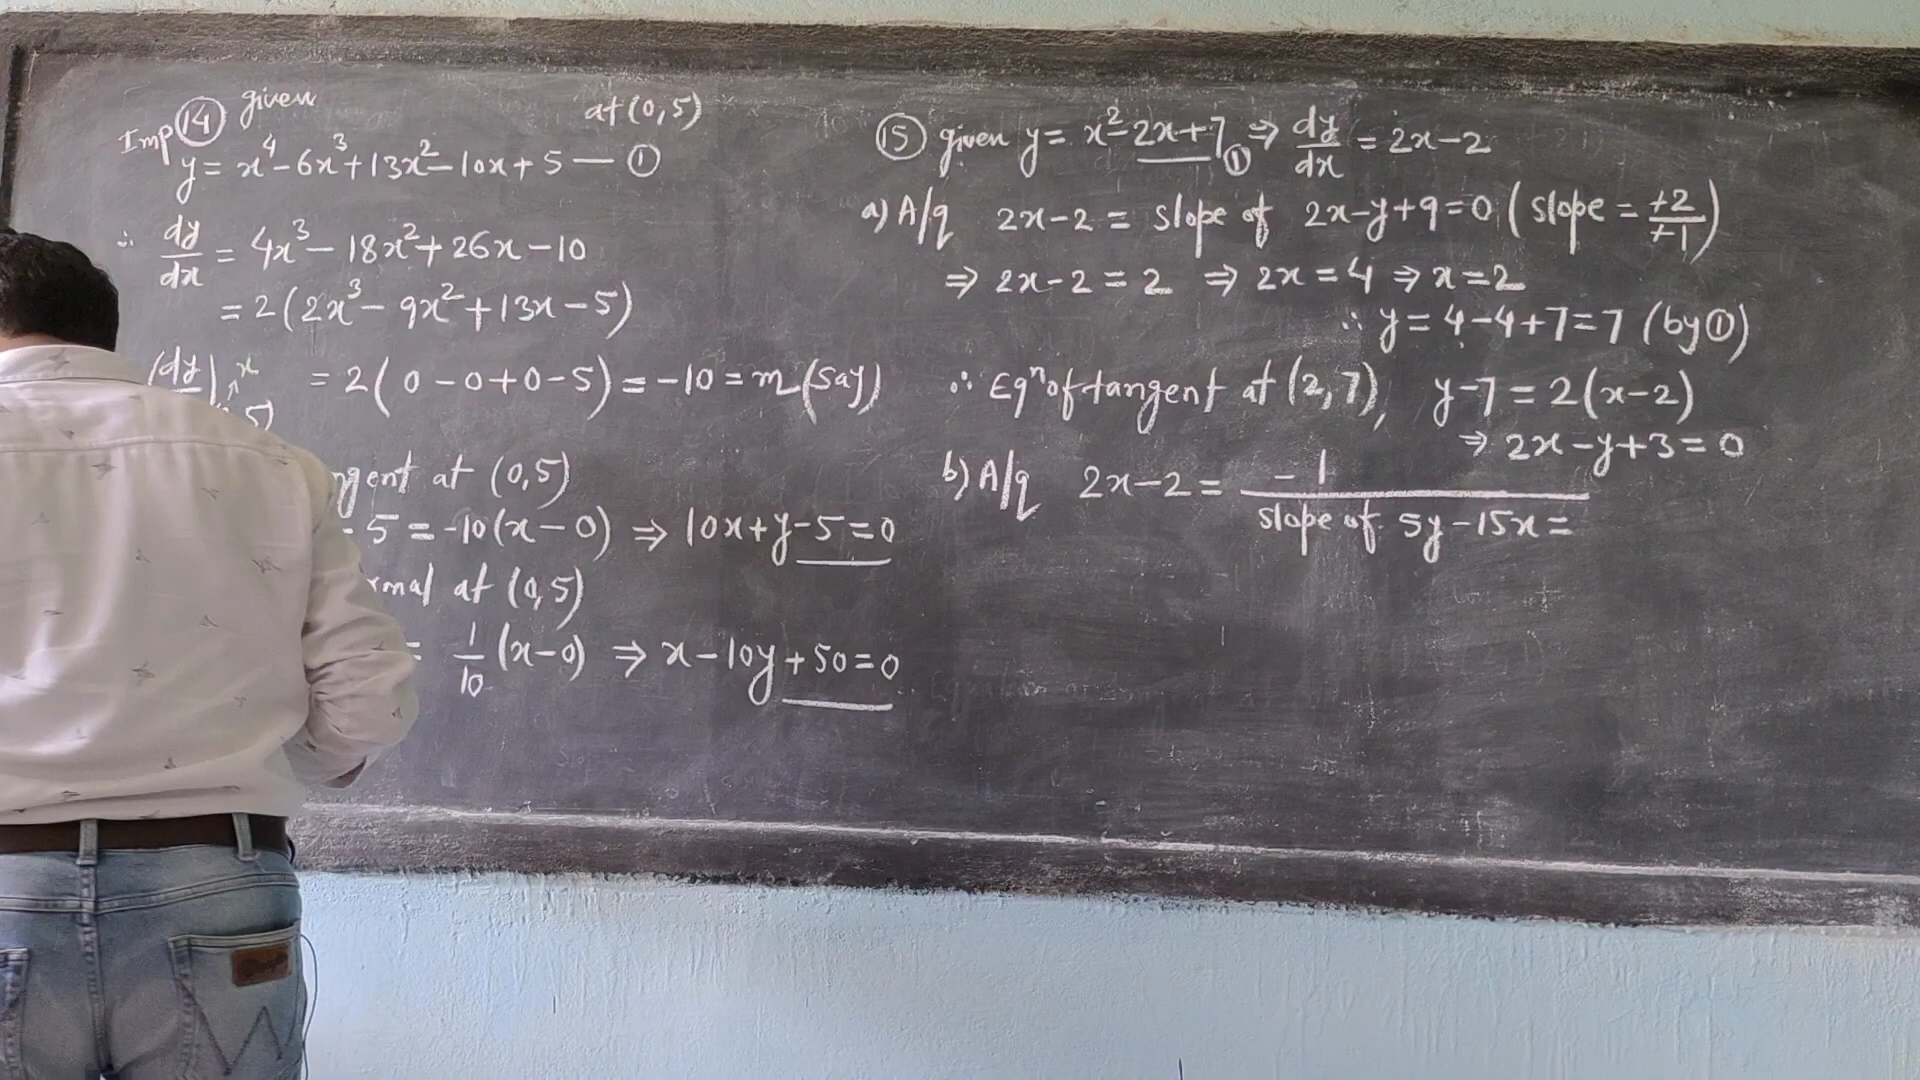 Imp (14) given at (0,5)
y = x⁴ - 6x³ + 13x² - 10x + 5 — ①
∴ dy/dx = 4x³ - 18x² + 26x - 10
= 2(2x³ - 9x² + 13x - 5)
(dy = 2(0 - 0 + 0 - 5) = -10 = m (say)
5)
ngent at (0,5)
- 5 = -10(x - 0) ⇒ 10x + y - 5 = 0
rmal at (0,5)
= 1/10 (x - 0) ⇒ x - 10y + 50 = 0
(15) given y = x² - 2x + 7 ① ⇒ dy/dx = 2x - 2
a) A/q 2x - 2 = slope of 2x - y + 9 = 0 (slope = +2/+1)
⇒ 2x - 2 = 2 ⇒ 2x = 4 ⇒ x = 2
∴ y = 4 - 4 + 7 = 7 (by ①)
∴ Eqⁿ of tangent at (2,7), y - 7 = 2(x - 2)
⇒ 2x - y + 3 = 0
b) A/q 2x - 2 = -1/slope of 5y - 15x =